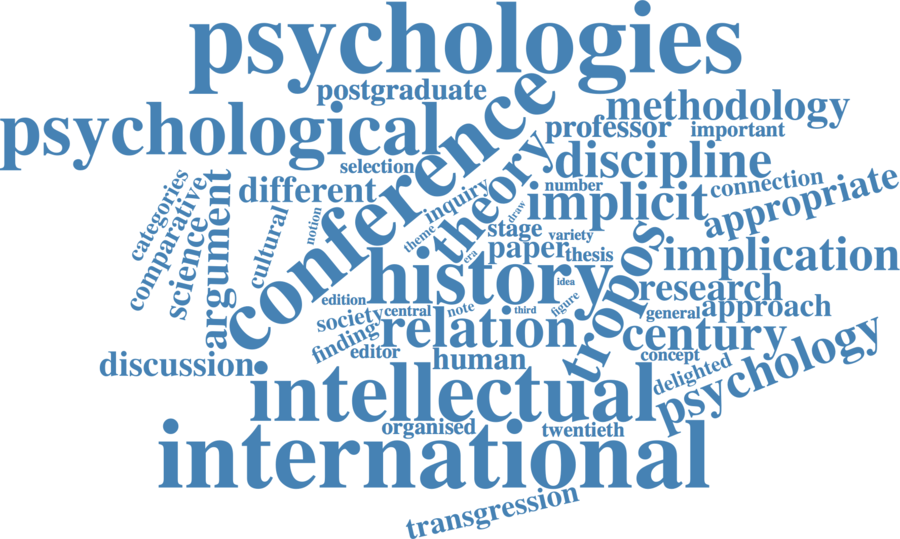 psychologies
postgraduate
conference
methodology
psychological
professor
important
selection
theory
discipline
categories
comparative
science
argument
different
cultural
notion
inquiry
theme
era
draw
number
connection
implicit
appropriate
stage
variety
paper
thesis
tropos
implication
history
idea
research
edition
society
central
note
third
figure
general
approach
finding
relation
century
editor
human
concept
discussion
delighted
psychology
intellectual
organised
twentieth
international
transgression